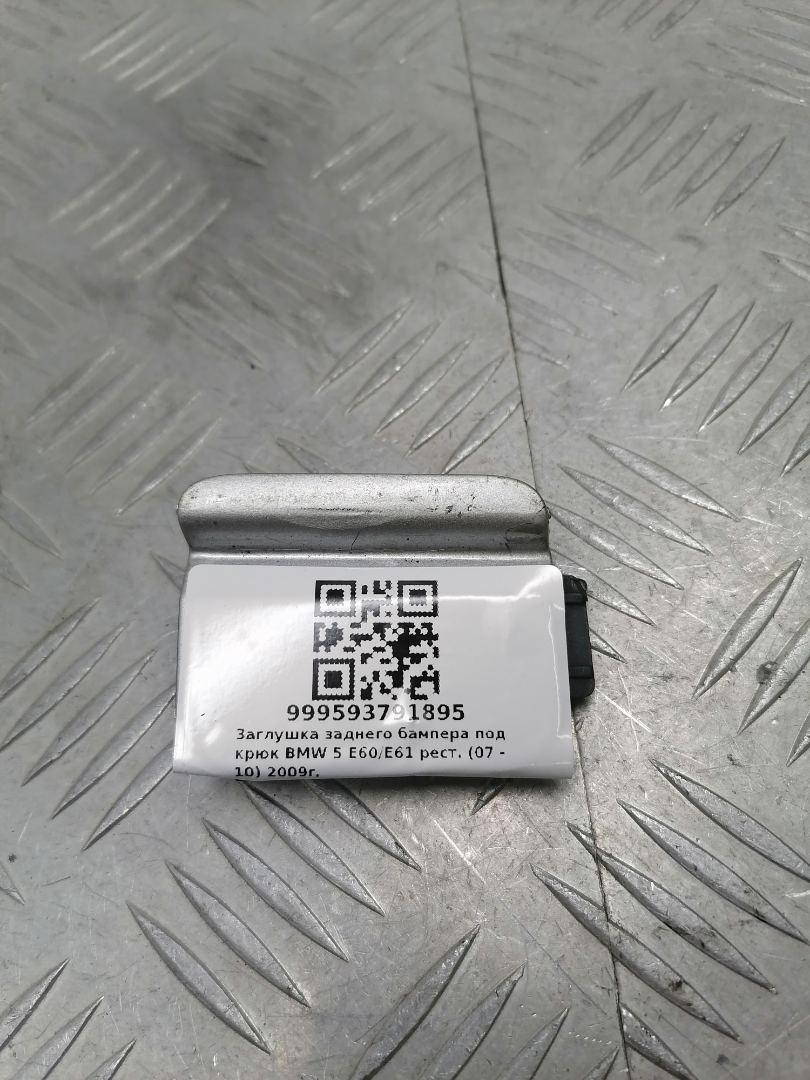 999593791895
Заглушка заднего бампера под
крюк BMW 5 E60/E61 рест. (07 -
10) 2009г.